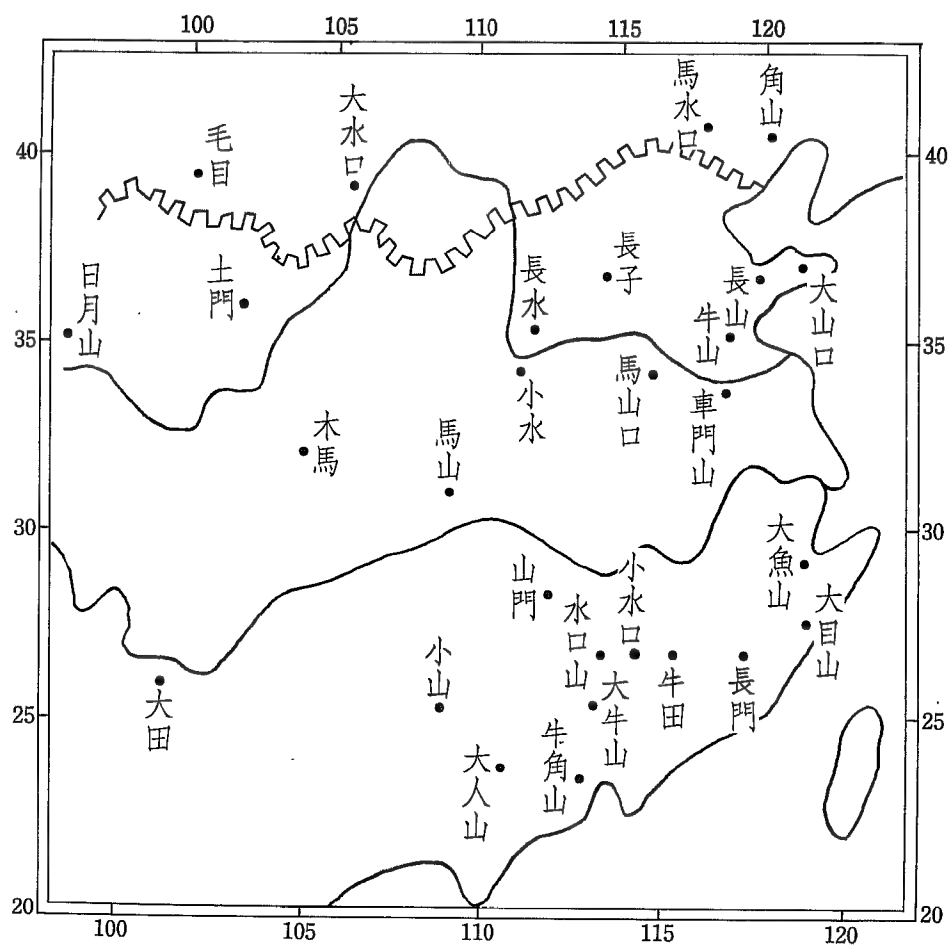 100 105 110 115 120
馬水口
角山
大水口
毛目
40 40
長子
長水
土門
日月山
長山
大山口
牛山
35 35
小水
馬山口
車門山
木馬
馬山
30 30
大魚山
山門
小水口
水口山
大目山
小山
大田
大牛山
牛田
長門
25 25
牛角山
大人山
20 20
100 105 110 115 120